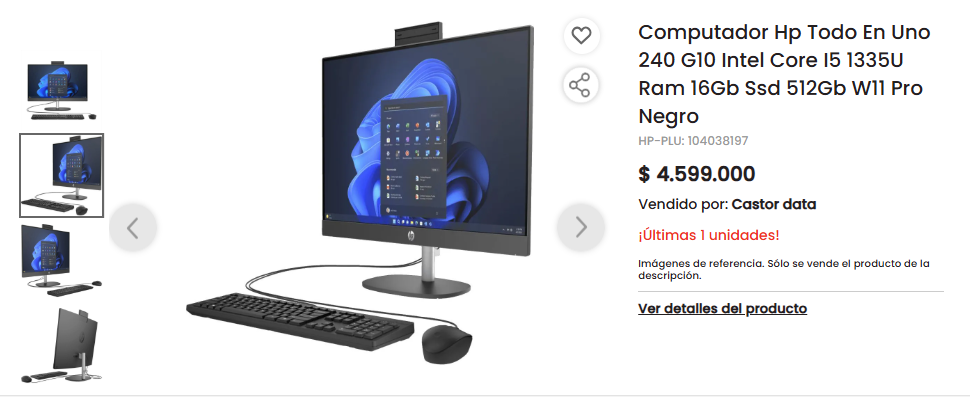 Computador Hp Todo En Uno
240 G10 Intel Core I5 1335U
Ram 16Gb Ssd 512Gb W11 Pro
Negro
HP-PLU: 104038197
$ 4.599.000
Vendido por: Castor data
¡Últimas 1 unidades!
Imágenes de referencia. Sólo se vende el producto de la
descripción.
Ver detalles del producto
hp